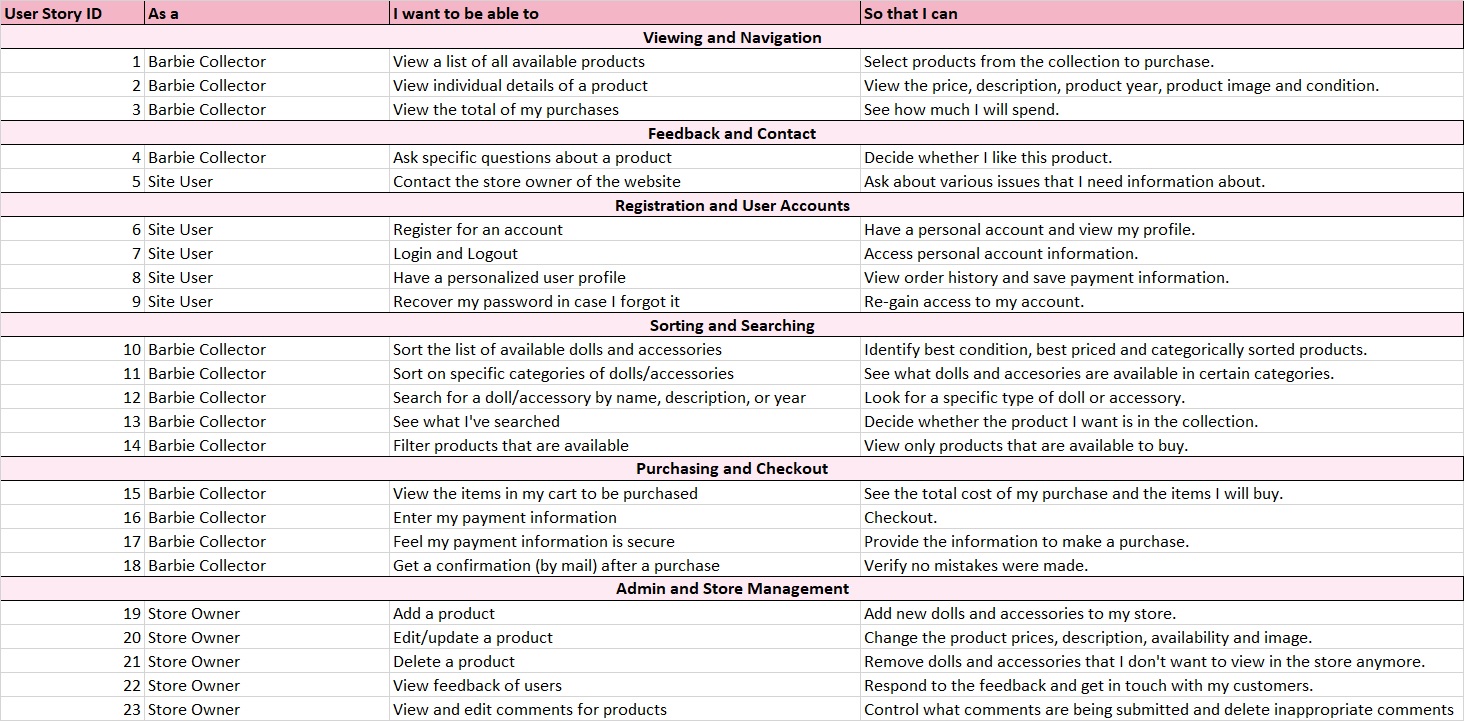 User Story ID As a I want to be able to So that I can
Viewing and Navigation
1 Barbie Collector View a list of all available products Select products from the collection to purchase.
2 Barbie Collector View individual details of a product View the price, description, product year, product image and condition.
3 Barbie Collector View the total of my purchases See how much I will spend.
Feedback and Contact
4 Barbie Collector Ask specific questions about a product Decide whether I like this product.
5 Site User Contact the store owner of the website Ask about various issues that I need information about.
Registration and User Accounts
6 Site User Register for an account Have a personal account and view my profile.
7 Site User Login and Logout Access personal account information.
8 Site User Have a personalized user profile View order history and save payment information.
9 Site User Recover my password in case I forgot it Re-gain access to my account.
Sorting and Searching
10 Barbie Collector Sort the list of available dolls and accessories Identify best condition, best priced and categorically sorted products.
11 Barbie Collector Sort on specific categories of dolls/accessories See what dolls and accesories are available in certain categories.
12 Barbie Collector Search for a doll/accessory by name, description, or year Look for a specific type of doll or accessory.
13 Barbie Collector See what I've searched Decide whether the product I want is in the collection.
14 Barbie Collector Filter products that are available View only products that are available to buy.
Purchasing and Checkout
15 Barbie Collector View the items in my cart to be purchased See the total cost of my purchase and the items I will buy.
16 Barbie Collector Enter my payment information Checkout.
17 Barbie Collector Feel my payment information is secure Provide the information to make a purchase.
18 Barbie Collector Get a confirmation (by mail) after a purchase Verify no mistakes were made.
Admin and Store Management
19 Store Owner Add a product Add new dolls and accessories to my store.
20 Store Owner Edit/update a product Change the product prices, description, availability and image.
21 Store Owner Delete a product Remove dolls and accessories that I don't want to view in the store anymore.
22 Store Owner View feedback of users Respond to the feedback and get in touch with my customers.
23 Store Owner View and edit comments for products Control what comments are being submitted and delete inappropriate comments